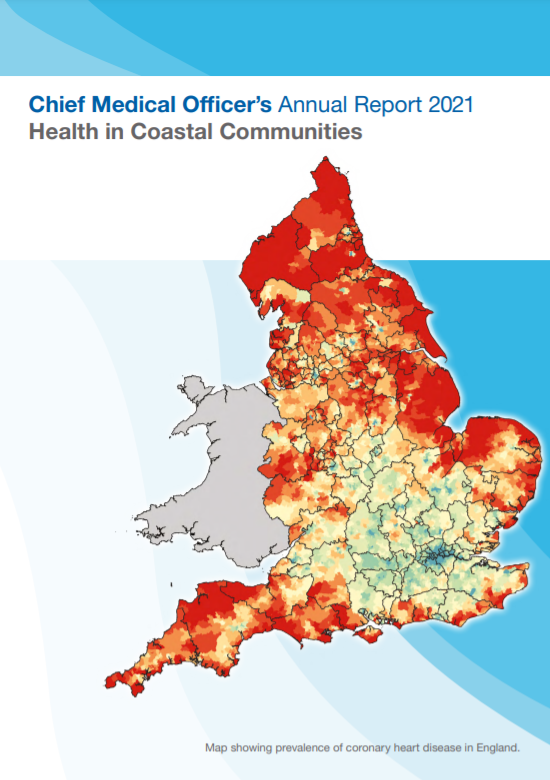 Chief Medical Officer's Annual Report 2021
Health in Coastal Communities
Map showing prevalence of coronary heart disease in England.